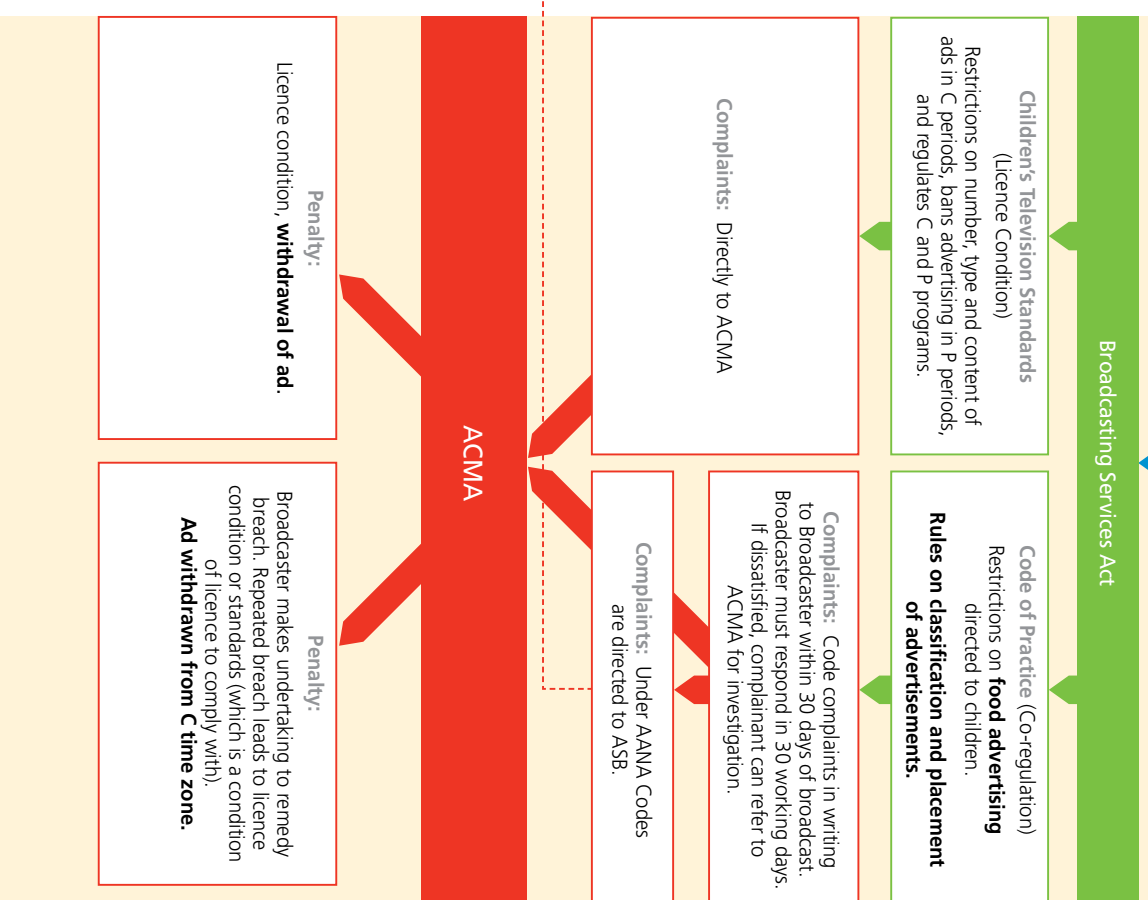 Broadcasting Services Act
Children's Television Standards
(Licence Condition)
Restrictions on number, type and content of
ads in C periods, bans advertising in P periods,
and regulates C and P programs.
Code of Practice (Co-regulation)
Restrictions on food advertising
directed to children.
Rules on classification and placement
of advertisements.
Complaints: Directly to ACMA
Complaints: Code complaints in writing
to Broadcaster within 30 days of broadcast.
Broadcaster must respond in 30 working days.
If dissatisfied, complainant can refer to
ACMA for investigation.
Complaints: Under AANA Codes
are directed to ASB.
ACMA
Penalty:
Licence condition, withdrawal of ad.
Penalty:
Broadcaster makes undertaking to remedy
breach. Repeated breach leads to licence
condition or standards (which is a condition
of licence to comply with).
Ad withdrawn from C time zone.